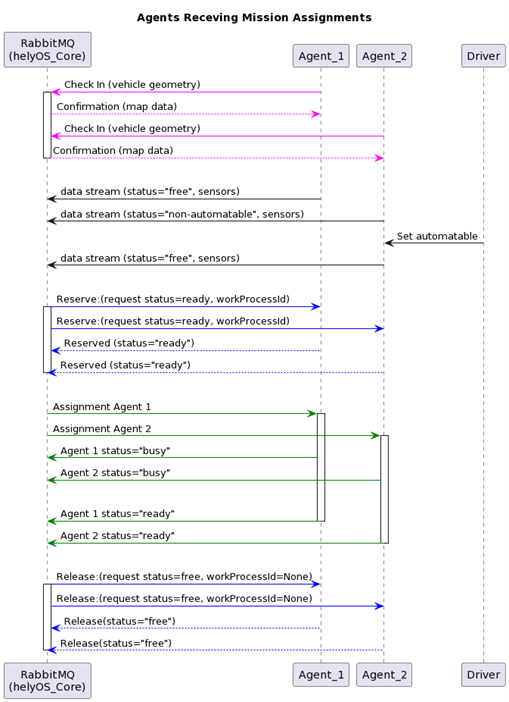 Agents Receving Mission Assignments
RabbitMQ
(helyOS_Core)
Agent_1
Agent_2
Driver
Check In (vehicle geometry)
Confirmation (map data)
Check In (vehicle geometry)
Confirmation (map data)
data stream (status="free", sensors)
data stream (status="non-automatable", sensors)
Set automatable
data stream (status="free", sensors)
Reserve:(request status=ready, workProcessId)
Reserve:(request status=ready, workProcessId)
Reserved (status="ready")
Reserved (status="ready")
Assignment Agent 1
Assignment Agent 2
Agent 1 status="busy"
Agent 2 status="busy"
Agent 1 status="ready"
Agent 2 status="ready"
Release:(request status=free, workProcessId=None)
Release:(request status=free, workProcessId=None)
Release(status="free")
Release(status="free")
RabbitMQ
(helyOS_Core)
Agent_1
Agent_2
Driver